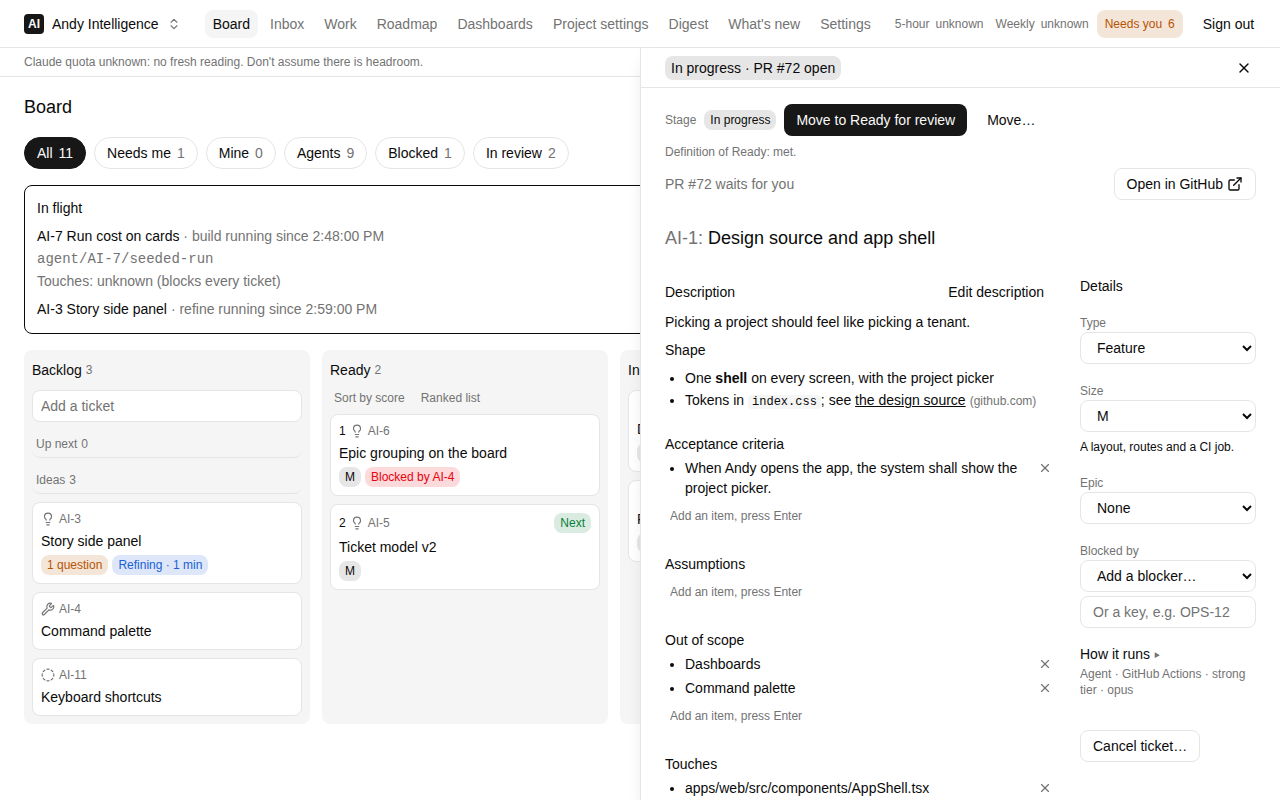 AI Andy Intelligence Board Inbox Work Roadmap Dashboards Project settings Digest What's new Settings 5-hour unknown Weekly unknown Needs you 6 Sign out
Claude quota unknown: no fresh reading. Don't assume there is headroom.
Board
All 11 Needs me 1 Mine 0 Agents 9 Blocked 1 In review 2
In flight
AI-7 Run cost on cards · build running since 2:48:00 PM
agent/AI-7/seeded-run
Touches: unknown (blocks every ticket)
AI-3 Story side panel · refine running since 2:59:00 PM
Backlog 3
Add a ticket
Up next 0
Ideas 3
AI-3
Story side panel
1 question Refining · 1 min
AI-4
Command palette
AI-11
Keyboard shortcuts
Ready 2
Sort by score Ranked list
1 AI-6
Epic grouping on the board
M Blocked by AI-4
2 AI-5 Next
Ticket model v2
M
In
In progress · PR #72 open
Stage In progress Move to Ready for review Move…
Definition of Ready: met.
PR #72 waits for you Open in GitHub
AI-1: Design source and app shell
Description Edit description
Picking a project should feel like picking a tenant.
Shape
• One shell on every screen, with the project picker
• Tokens in index.css ; see the design source (github.com)
Acceptance criteria
• When Andy opens the app, the system shall show the
project picker.
Add an item, press Enter
Assumptions
Add an item, press Enter
Out of scope
• Dashboards
• Command palette
Add an item, press Enter
Touches
• apps/web/src/components/AppShell.tsx
Details
Type
Feature
Size
M
A layout, routes and a CI job.
Epic
None
Blocked by
Add a blocker…
Or a key, e.g. OPS-12
How it runs ▸
Agent · GitHub Actions · strong
tier · opus
Cancel ticket…